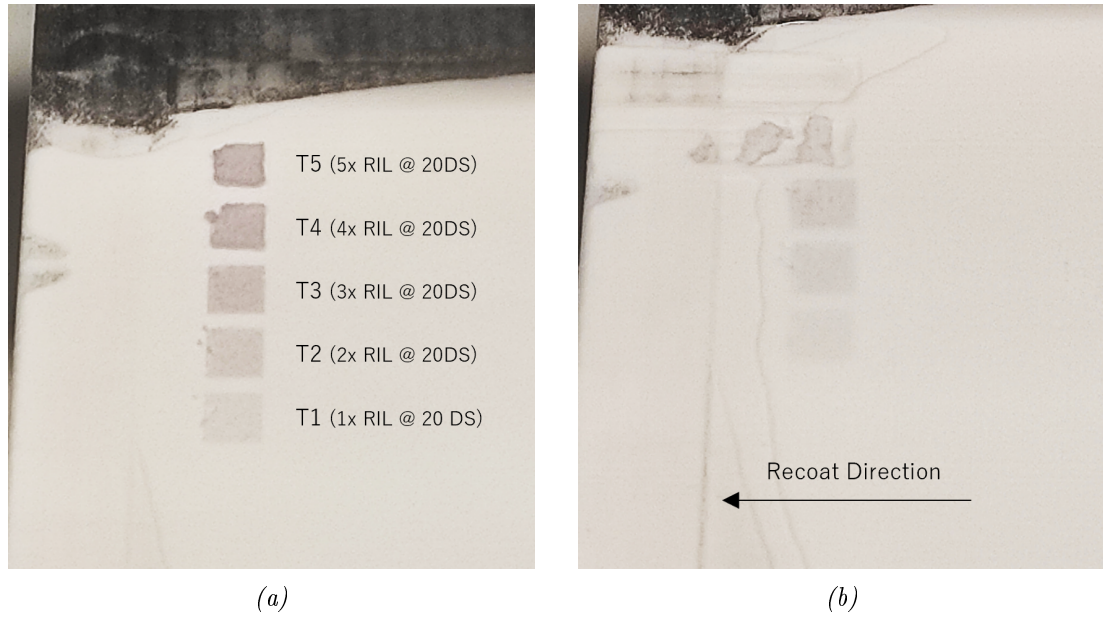 T5 (5x RIL @ 20DS)
T4 (4x RIL @ 20DS)
T3 (3x RIL @ 20DS)
T2 (2x RIL @ 20DS)
T1 (1x RIL @ 20 DS)
Recoat Direction
(a)
(b)